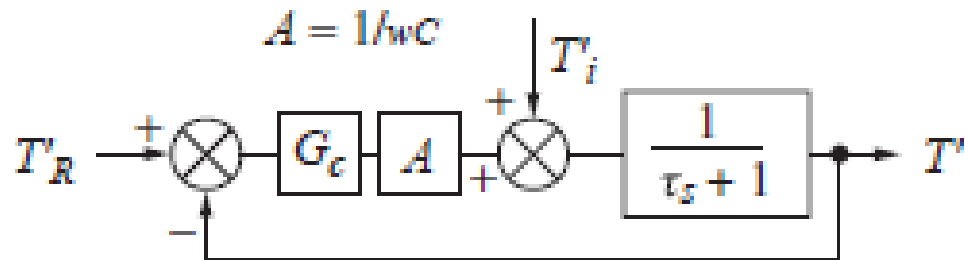 A = 1/wC
T'i
+
T'R
+
Gc
A
+
1
τs + 1
T'
−